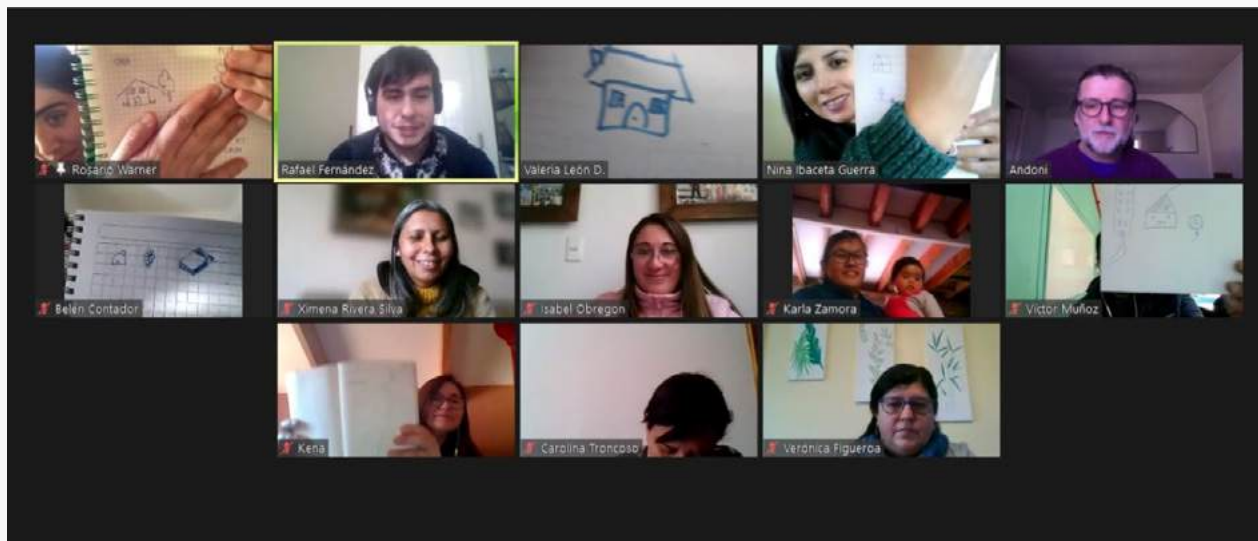 Rosario Warner
Rafael Fernández
Valeria León D.
Nina Ibaceta Guerra
Andoni
Belén Contador
Ximena Rivera Silva
Isabel Obregon
Karla Zamora
Víctor Muñoz
Kena
Carolina Troncoso
Verónica Figueroa